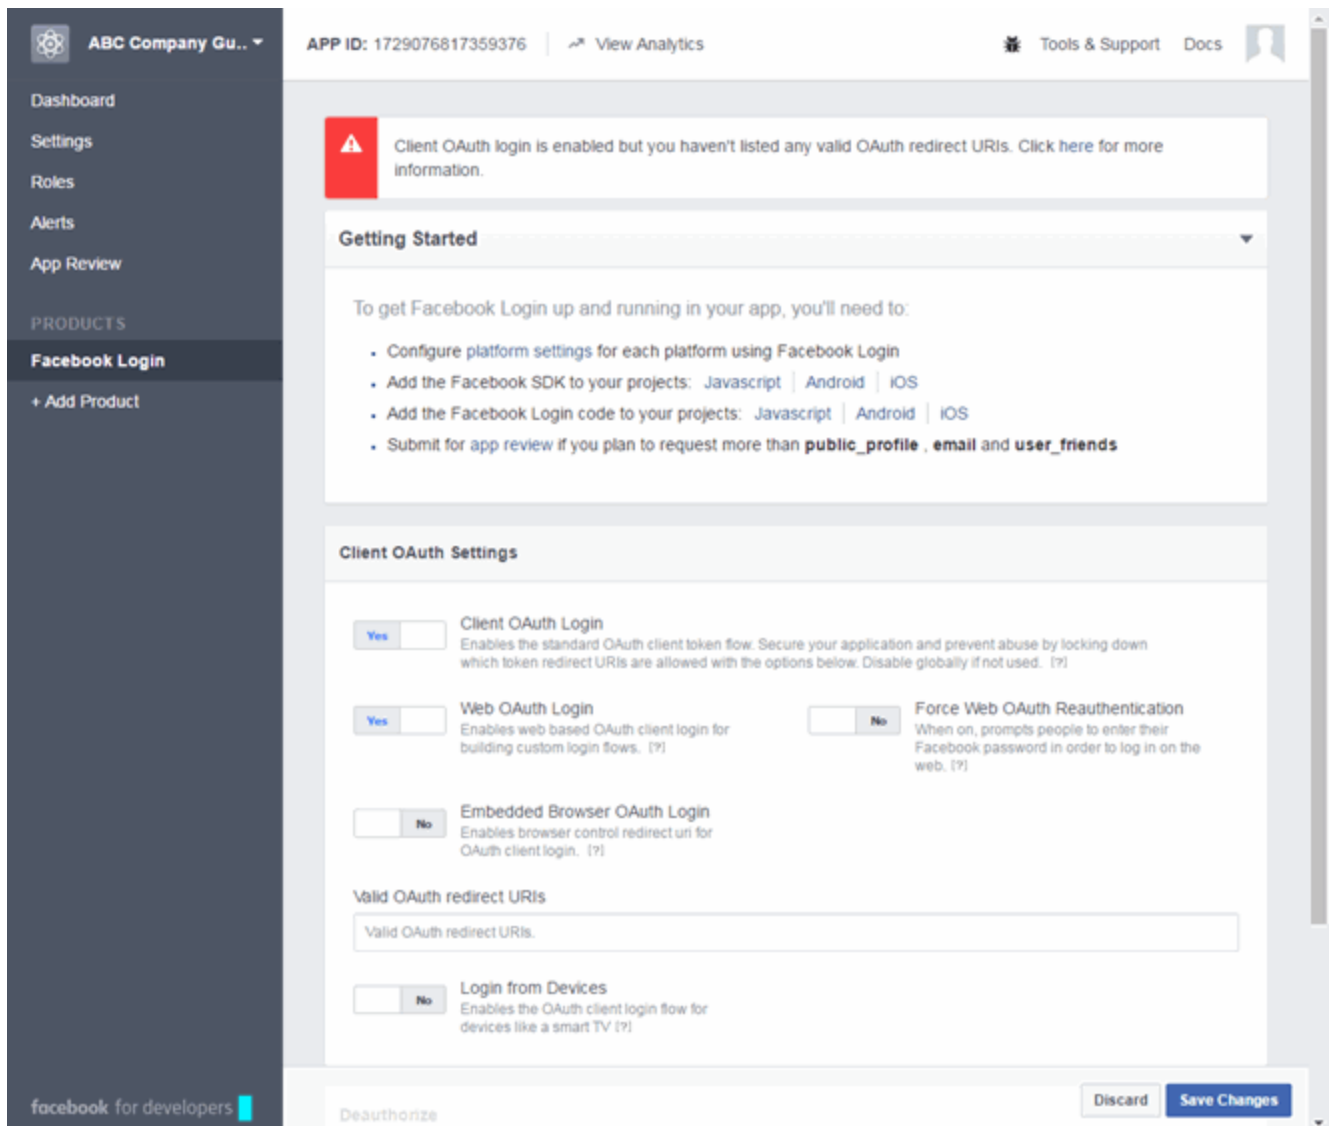 ABC Company Gu..
APP ID: 1729076817359376
View Analytics
Tools & Support
Docs
Dashboard
Settings
Roles
Alerts
App Review
PRODUCTS
Facebook Login
+ Add Product
Client OAuth login is enabled but you haven't listed any valid OAuth redirect URIs. Click here for more
information.
Getting Started
To get Facebook Login up and running in your app, you'll need to:
• Configure platform settings for each platform using Facebook Login
• Add the Facebook SDK to your projects: Javascript | Android | iOS
• Add the Facebook Login code to your projects: Javascript | Android | iOS
• Submit for app review if you plan to request more than public_profile , email and user_friends
Client OAuth Settings
Yes
Client OAuth Login
Enables the standard OAuth client token flow. Secure your application and prevent abuse by locking down
which token redirect URIs are allowed with the options below. Disable globally if not used. [?]
Yes
Web OAuth Login
Enables web based OAuth client login for
building custom login flows. [?]
No
Force Web OAuth Reauthentication
When on, prompts people to enter their
Facebook password in order to log in on the
web. [?]
No
Embedded Browser OAuth Login
Enables browser control redirect uri for
OAuth client login. [?]
Valid OAuth redirect URIs
Valid OAuth redirect URIs.
No
Login from Devices
Enables the OAuth client login flow for
devices like a smart TV [?]
Deauthorize
Discard
Save Changes
facebook for developers